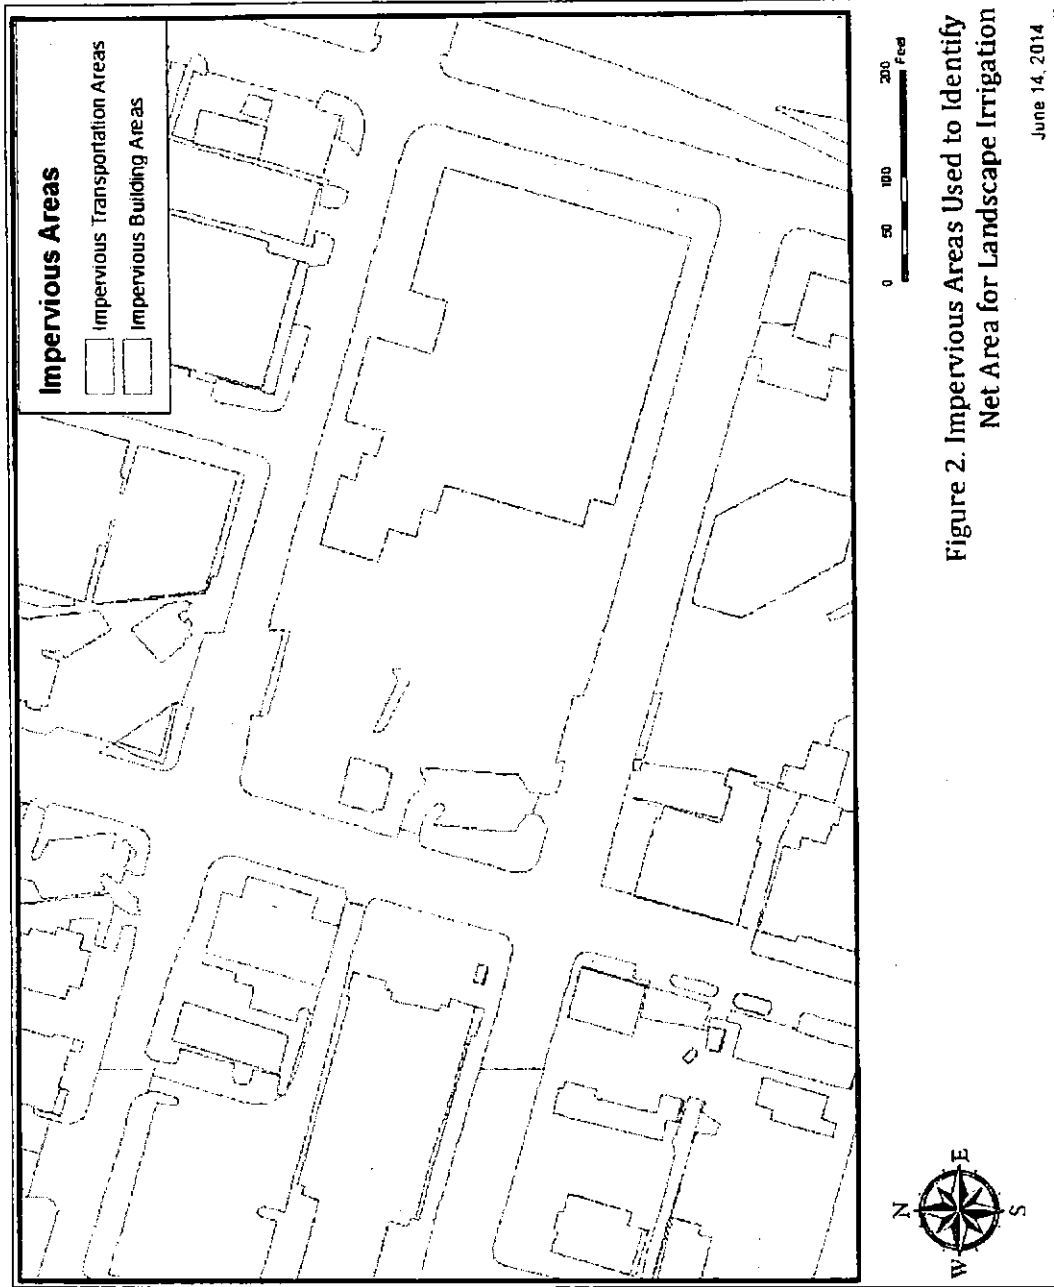 Impervious Areas
Impervious Transportation Areas
Impervious Building Areas
0 50 100 200
Feet
N
W E
S
Figure 2. Impervious Areas Used to Identify
Net Area for Landscape Irrigation
June 14, 2014